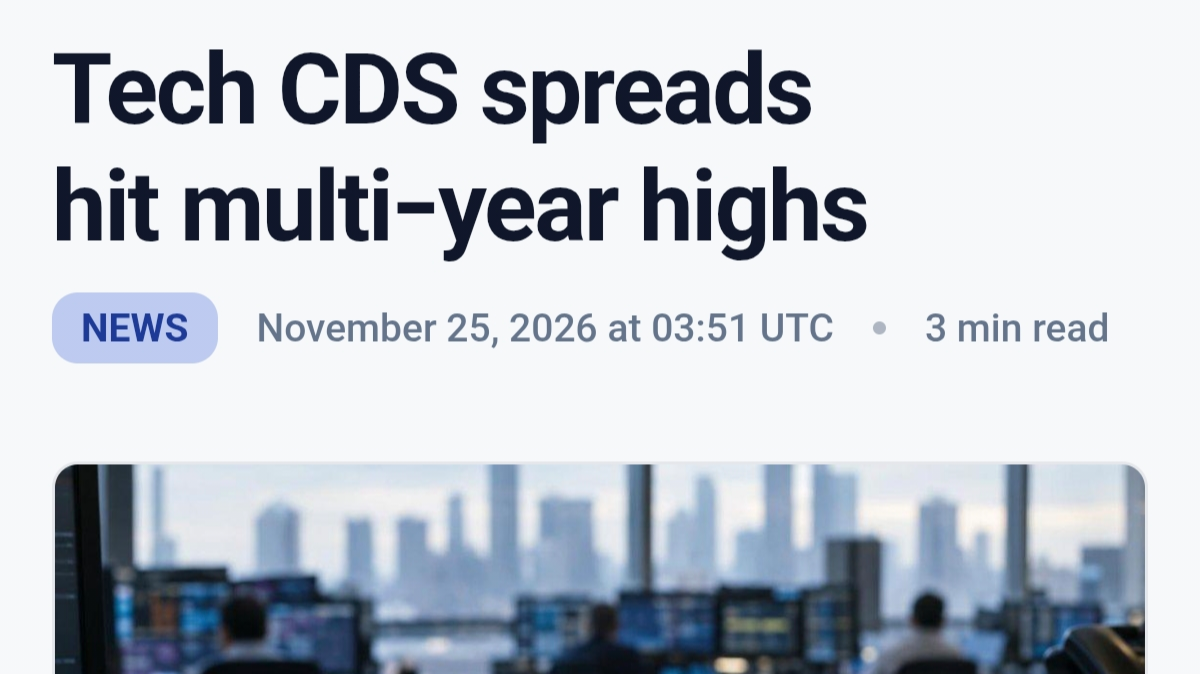 Tech CDS spreads
hit multi-year highs
NEWS November 25, 2026 at 03:51 UTC • 3 min read